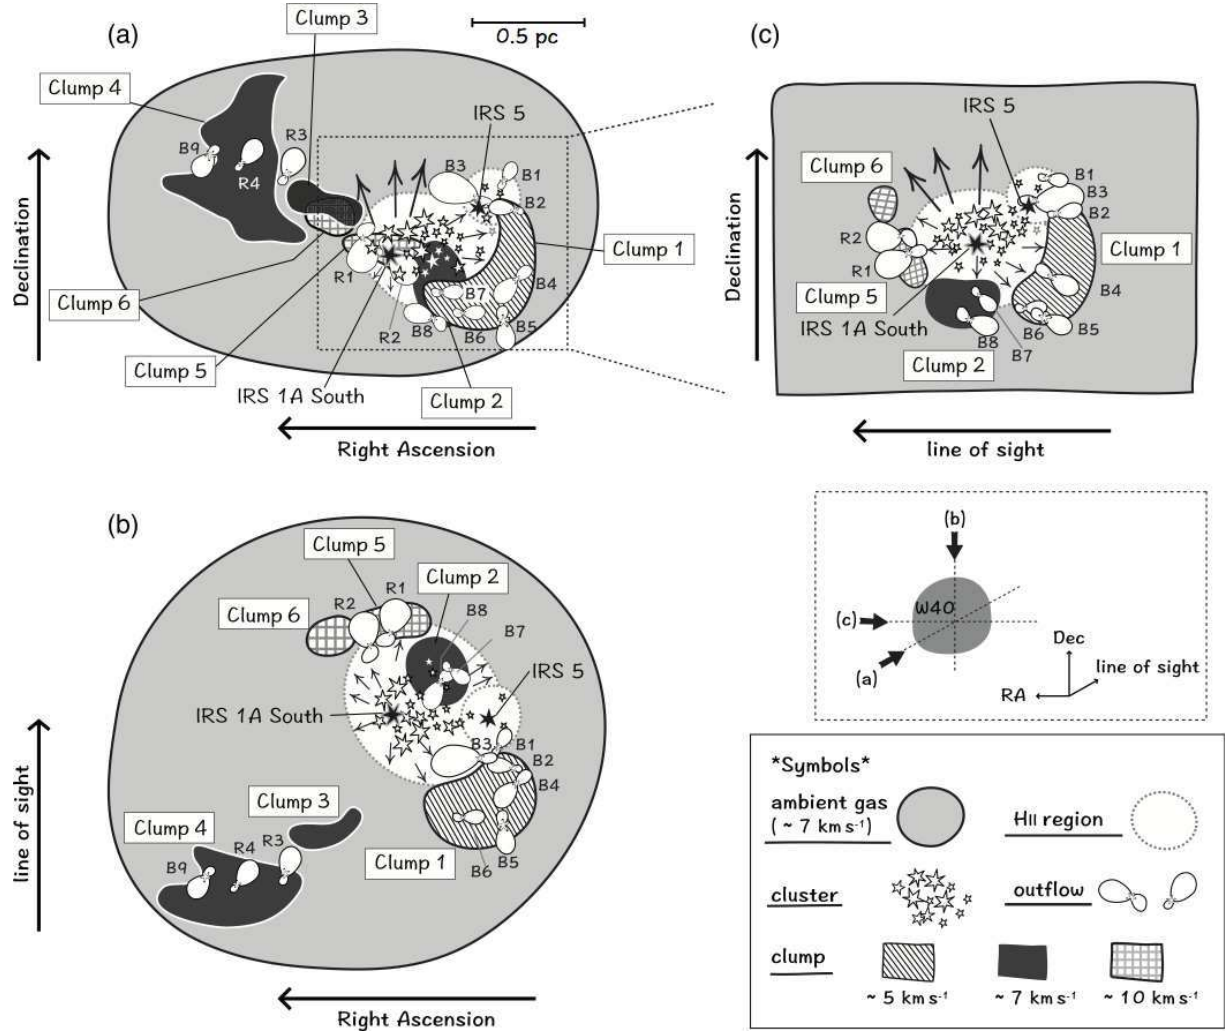 (a)
Clump 3
0.5 pc
Clump 4
IRS 5
B9
R4
R3
B3
B1
B2
Clump 1
Declination
R1
B7
B4
Clump 6
R2
B8
B6
B5
Clump 5
IRS 1A South
Clump 2
Right Ascension
(c)
IRS 5
Clump 6
B1
B3
B2
R2
Clump 1
R1
Declination
Clump 5
B4
IRS 1A South
B6
B5
B8
B7
Clump 2
line of sight
(b)
Clump 5
R1
Clump 2
R2
Clump 6
B8
B7
IRS 5
IRS 1A South
B3
B1
B2
B4
line of sight
Clump 3
Clump 4
R3
R4
B9
Clump 1
B5
B6
Right Ascension
(b)
W40
(c)
(a)
Dec
line of sight
RA
*Symbols*
ambient gas
(~ 7 km s⁻¹)
HII region
cluster
outflow
clump
~ 5 km s⁻¹
~ 7 km s⁻¹
~ 10 km s⁻¹